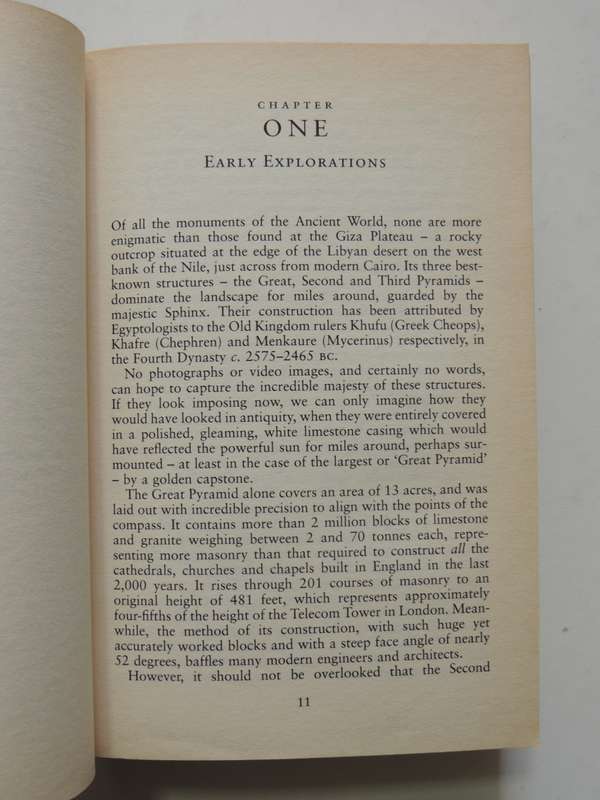 CHAPTER
ONE
EARLY EXPLORATIONS
Of all the monuments of the Ancient World, none are more
enigmatic than those found at the Giza Plateau – a rocky
outcrop situated at the edge of the Libyan desert on the west
bank of the Nile, just across from modern Cairo. Its three best-
known structures – the Great, Second and Third Pyramids –
dominate the landscape for miles around, guarded by the
majestic Sphinx. Their construction has been attributed by
Egyptologists to the Old Kingdom rulers Khufu (Greek Cheops),
Khafre (Chephren) and Menkaure (Mycerinus) respectively, in
the Fourth Dynasty c. 2575–2465 BC.
No photographs or video images, and certainly no words,
can hope to capture the incredible majesty of these structures.
If they look imposing now, we can only imagine how they
would have looked in antiquity, when they were entirely covered
in a polished, gleaming, white limestone casing which would
have reflected the powerful sun for miles around, perhaps sur-
mounted – at least in the case of the largest or ‘Great Pyramid’
– by a golden capstone.
The Great Pyramid alone covers an area of 13 acres, and was
laid out with incredible precision to align with the points of the
compass. It contains more than 2 million blocks of limestone
and granite weighing between 2 and 70 tonnes each, repre-
senting more masonry than that required to construct all the
cathedrals, churches and chapels built in England in the last
2,000 years. It rises through 201 courses of masonry to an
original height of 481 feet, which represents approximately
four-fifths of the height of the Telecom Tower in London. Mean-
while, the method of its construction, with such huge yet
accurately worked blocks and with a steep face angle of nearly
52 degrees, baffles many modern engineers and architects.
However, it should not be overlooked that the Second
11